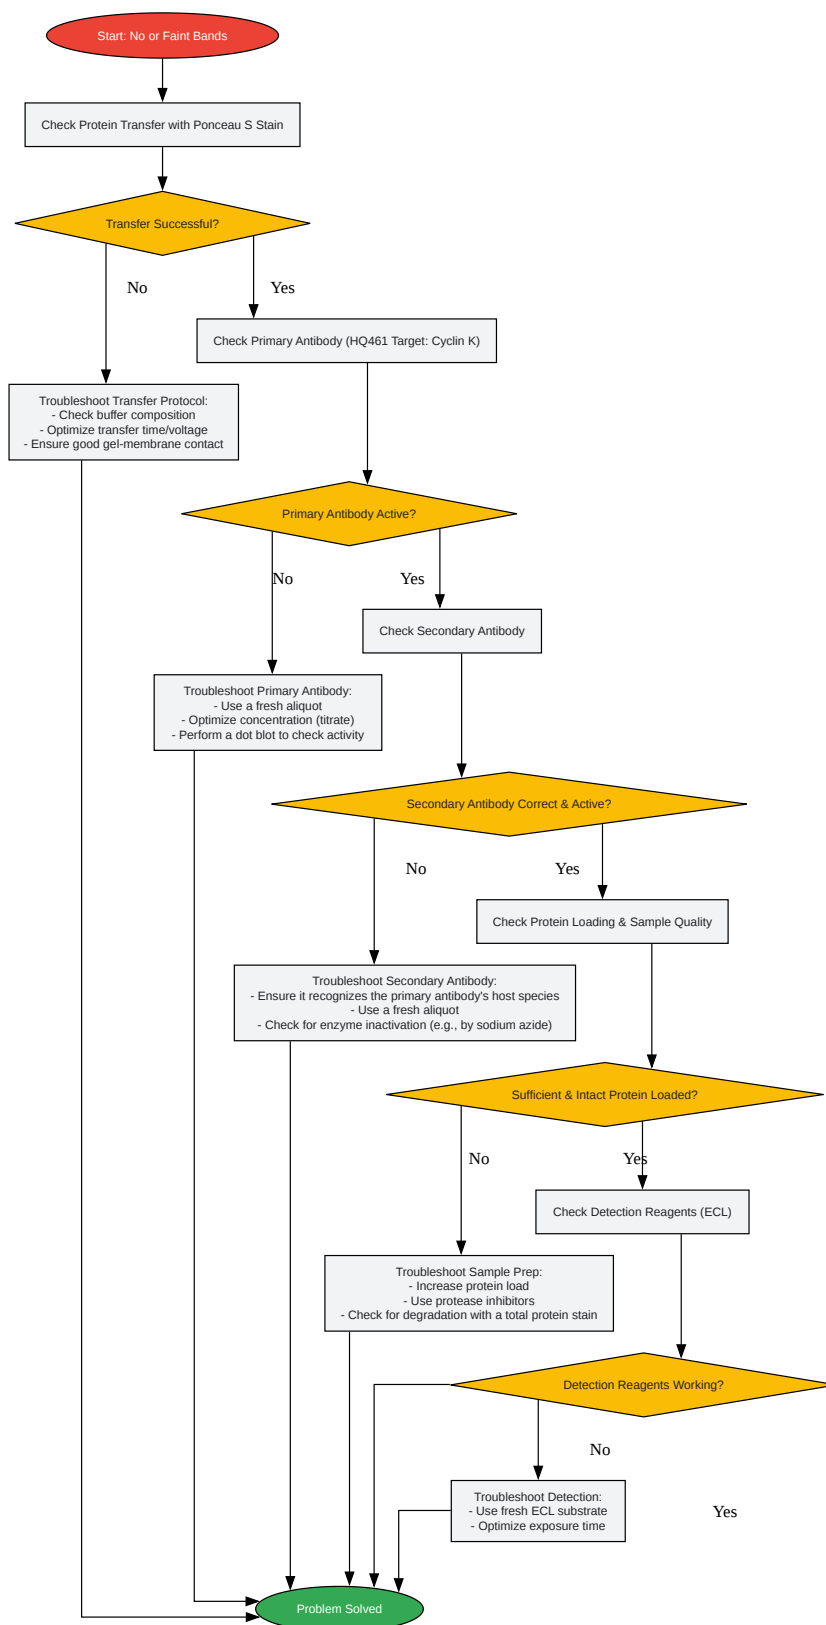 Start: No or Faint Bands
Check Protein Transfer with Ponceau S Stain
Transfer Successful?
No
Yes
Check Primary Antibody (HQ461 Target: Cyclin K)
Troubleshoot Transfer Protocol:
- Check buffer composition
- Optimize transfer time/voltage
- Ensure good gel-membrane contact
Primary Antibody Active?
No
Yes
Check Secondary Antibody
Troubleshoot Primary Antibody:
- Use a fresh aliquot
- Optimize concentration (titrate)
- Perform a dot blot to check activity
Secondary Antibody Correct & Active?
No
Yes
Check Protein Loading & Sample Quality
Troubleshoot Secondary Antibody:
- Ensure it recognizes the primary antibody's host species
- Use a fresh aliquot
- Check for enzyme inactivation (e.g., by sodium azide)
Sufficient & Intact Protein Loaded?
No
Yes
Check Detection Reagents (ECL)
Troubleshoot Sample Prep:
- Increase protein load
- Use protease inhibitors
- Check for degradation with a total protein stain
Detection Reagents Working?
No
Troubleshoot Detection:
- Use fresh ECL substrate
- Optimize exposure time
Yes
Problem Solved